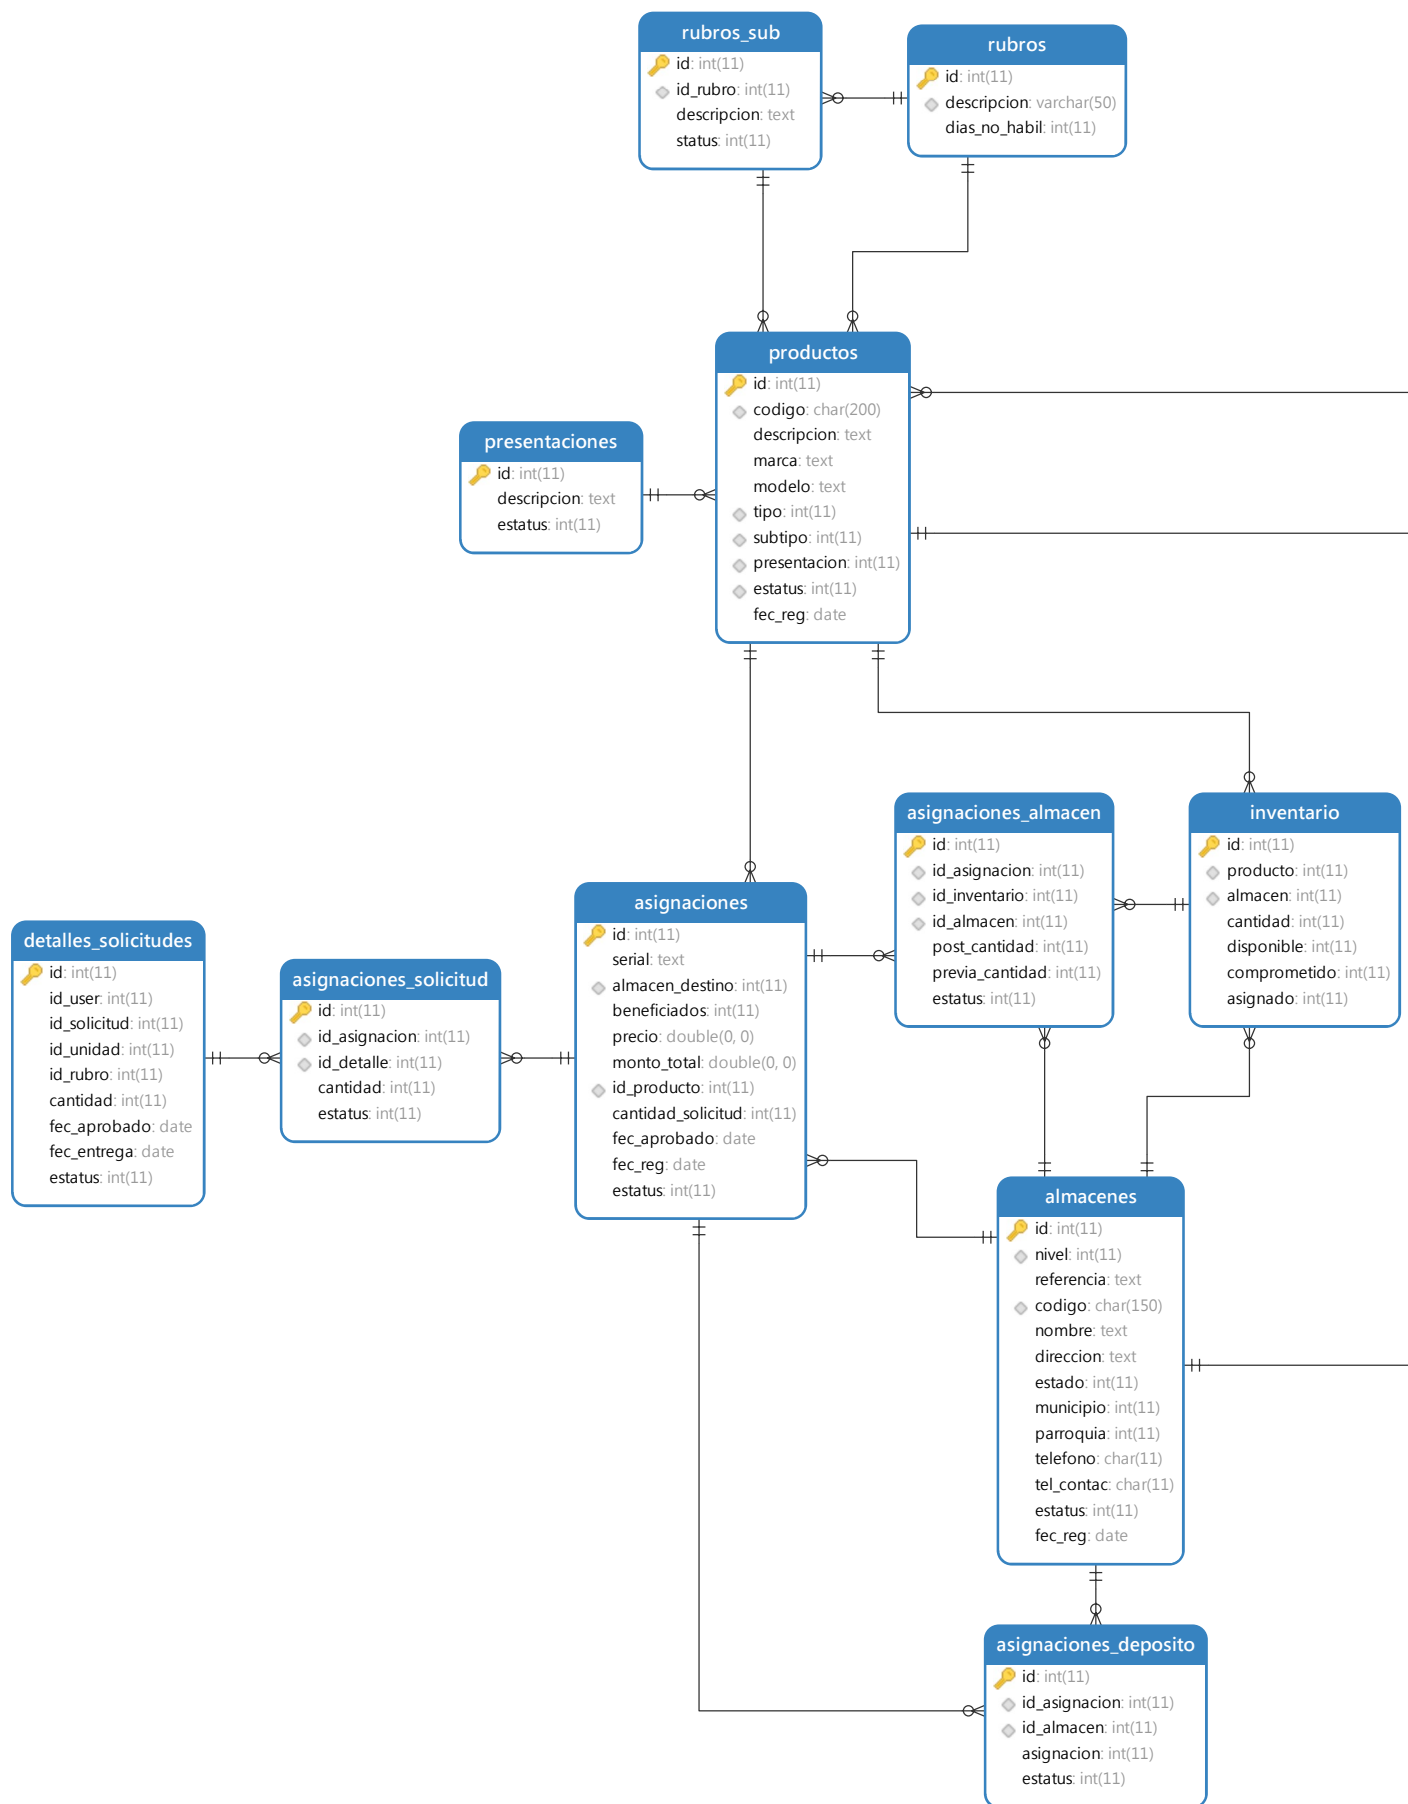 rubros_sub
id: int(11)
id_rubro: int(11)
descripcion: text
status: int(11)
rubros
id: int(11)
descripcion: varchar(50)
dias_no_habil: int(11)
productos
id: int(11)
codigo: char(200)
descripcion: text
marca: text
modelo: text
tipo: int(11)
subtipo: int(11)
presentacion: int(11)
estatus: int(11)
fec_reg: date
presentaciones
id: int(11)
descripcion: text
estatus: int(11)
asignaciones_almacen
id: int(11)
id_asignacion: int(11)
id_inventario: int(11)
id_almacen: int(11)
post_cantidad: int(11)
previa_cantidad: int(11)
estatus: int(11)
inventario
id: int(11)
producto: int(11)
almacen: int(11)
cantidad: int(11)
disponible: int(11)
comprometido: int(11)
asignado: int(11)
asignaciones
id: int(11)
serial: text
almacen_destino: int(11)
beneficiados: int(11)
precio: double(0, 0)
monto_total: double(0, 0)
id_producto: int(11)
cantidad_solicitud: int(11)
fec_aprobado: date
fec_reg: date
estatus: int(11)
detalles_solicitudes
id: int(11)
id_user: int(11)
id_solicitud: int(11)
id_unidad: int(11)
id_rubro: int(11)
cantidad: int(11)
fec_aprobado: date
fec_entrega: date
estatus: int(11)
asignaciones_solicitud
id: int(11)
id_asignacion: int(11)
id_detalle: int(11)
cantidad: int(11)
estatus: int(11)
almacenes
id: int(11)
nivel: int(11)
referencia: text
codigo: char(150)
nombre: text
direccion: text
estado: int(11)
municipio: int(11)
parroquia: int(11)
telefono: char(11)
tel_contac: char(11)
estatus: int(11)
fec_reg: date
asignaciones_deposito
id: int(11)
id_asignacion: int(11)
id_almacen: int(11)
asignacion: int(11)
estatus: int(11)